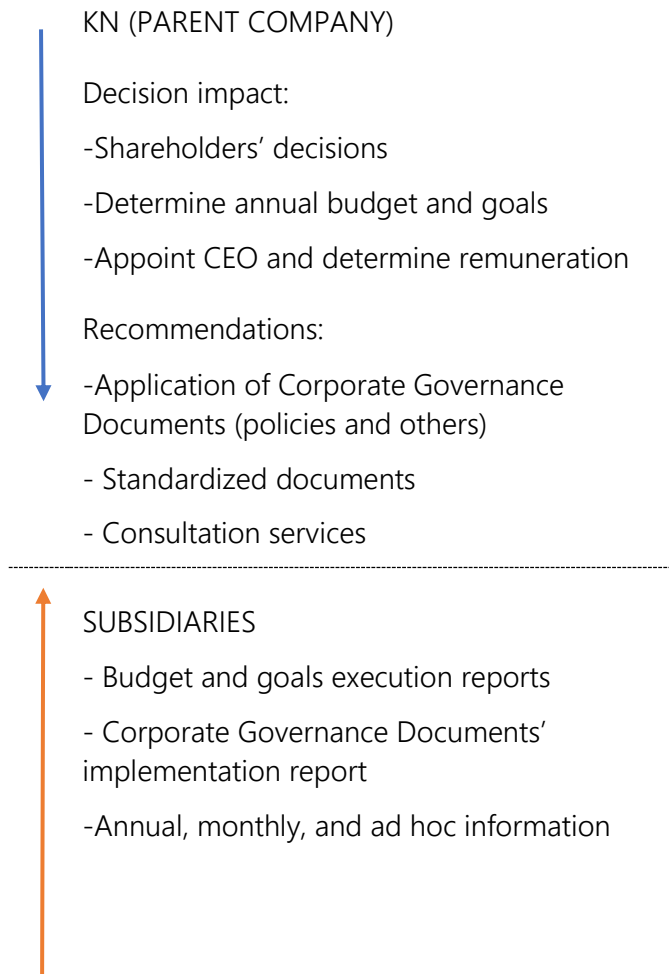 KN (PARENT COMPANY)
Decision impact:
-Shareholders’ decisions
-Determine annual budget and goals
-Appoint CEO and determine remuneration
Recommendations:
-Application of Corporate Governance
Documents (policies and others)
- Standardized documents
- Consultation services
SUBSIDIARIES
- Budget and goals execution reports
- Corporate Governance Documents’
implementation report
-Annual, monthly, and ad hoc information